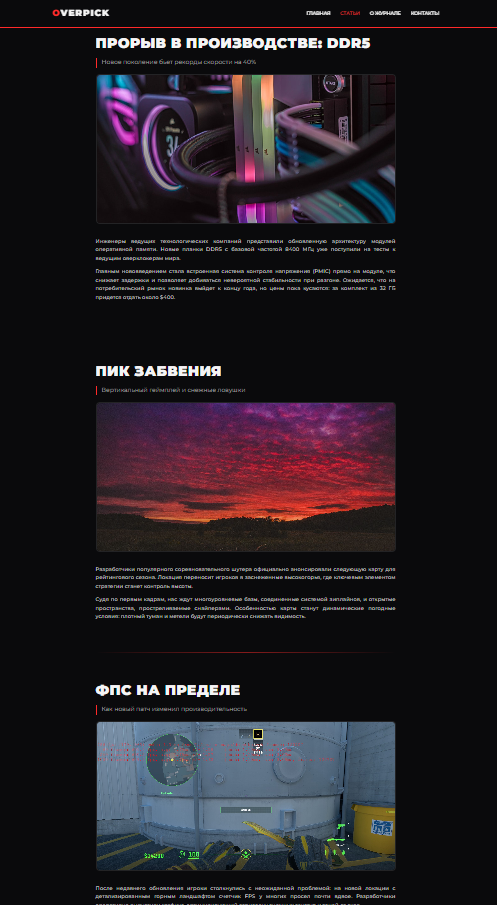 OVERPICK
ГЛАВНАЯ СТАТЬИ О ЖУРНАЛЕ КОНТАКТЫ
ПРОРЫВ В ПРОИЗВОДСТВЕ: DDR5
Новое поколение бьет рекорды скорости на 40%
Инженеры ведущих технологических компаний представили обновленную архитектуру модулей
оперативной памяти. Новые планки DDR5 с базовой частотой 8400 МГц уже поступили на тесты к
ведущим оверклокерам мира.
Главным нововведением стала встроенная система контроля напряжения (PMIC) прямо на модуле, что
снижает задержки и позволяет добиваться невероятной стабильности при разгоне. Ожидается, что на
потребительский рынок новинка выйдет к концу года, но цены пока кусаются: за комплект из 32 ГБ
придется отдать около $400.
ПИК ЗАБВЕНИЯ
Вертикальный геймплей и снежные ловушки
Разработчики популярного соревновательного шутера официально анонсировали следующую карту для
рейтингового сезона. Локация переносит игроков в заснеженные высокогорья, где ключевым элементом
стратегии станет контроль высоты.
Судя по первым кадрам, нас ждут многоуровневые базы, соединенные системой зиплайнов, и открытые
пространства, простреливаемые снайперами. Особенностью карты станут динамические погодные
условия: плотный туман и метели будут периодически снижать видимость.
ФПС НА ПРЕДЕЛЕ
Как новый патч изменил производительность
$14200
100
После недавнего обновления игроки столкнулись с неожиданной проблемой: на новой локации с
детализированным горным ландшафтом счетчик FPS у многих просел почти вдвое. Разработчики